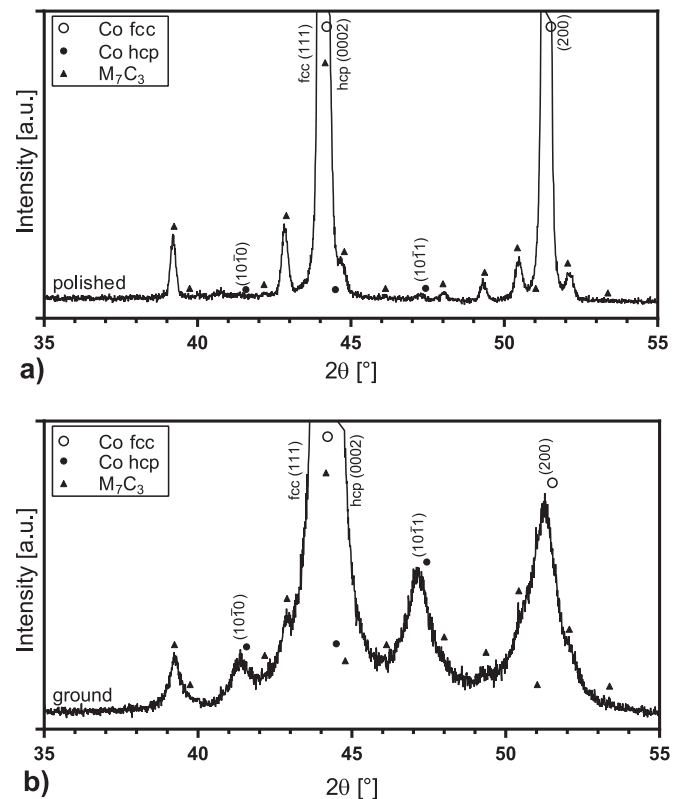 Co fcc
Co hcp
M₇C₃
fcc (111)
hcp (0002)
(200)
(101̄0)
(101̄1)
polished
Intensity [a.u.]
35 40 45 50 55
2θ [°]
a)
Co fcc
Co hcp
M₇C₃
fcc (111)
hcp (0002)
(200)
(101̄1)
(101̄0)
ground
Intensity [a.u.]
35 40 45 50 55
2θ [°]
b)